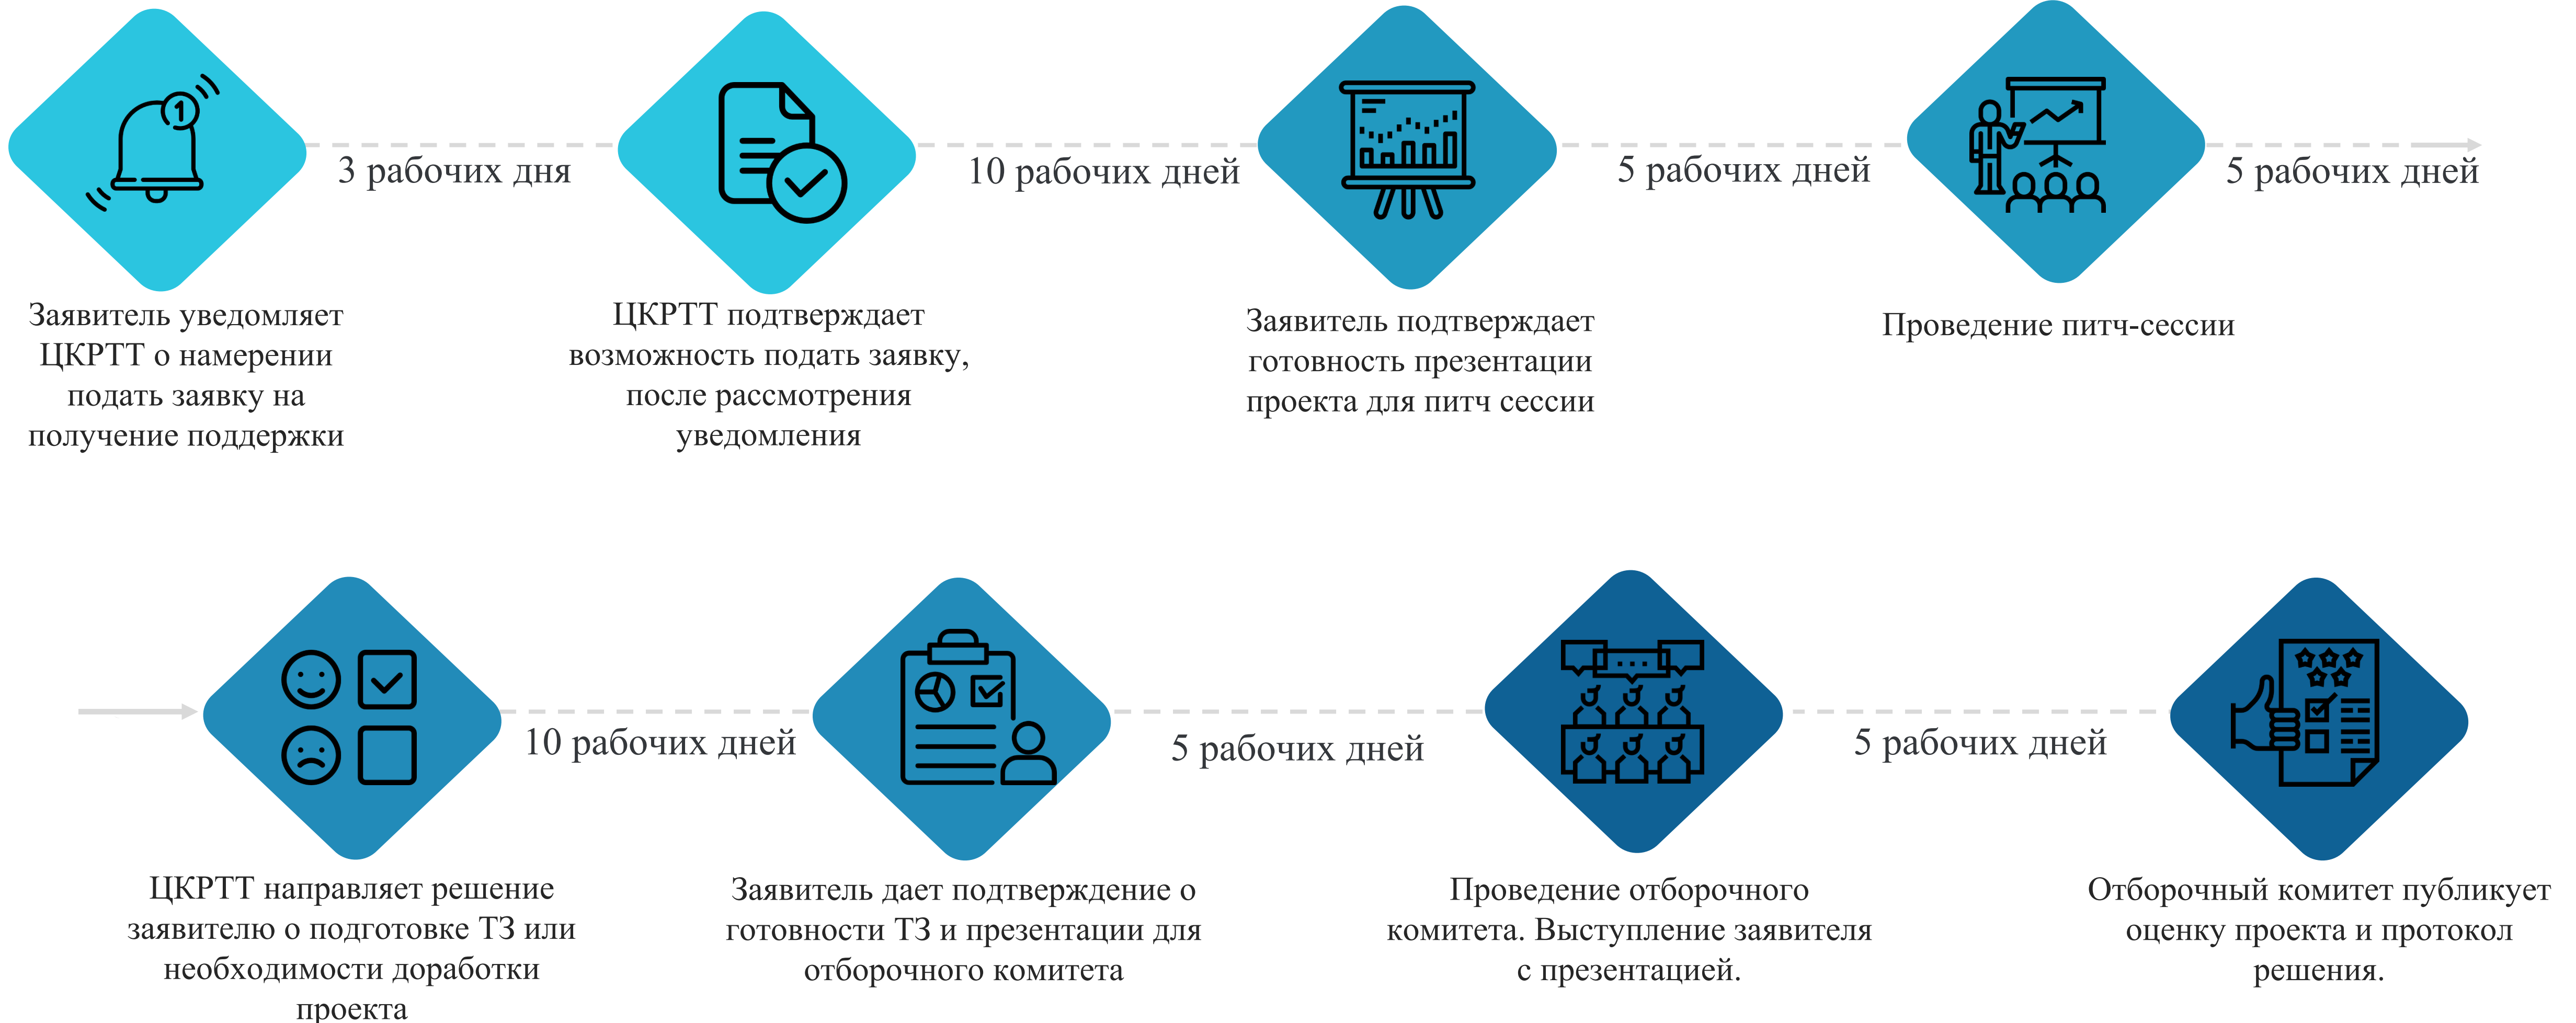 1
3 рабочих дня
10 рабочих дней
5 рабочих дней
5 рабочих дней
Заявитель уведомляет
ЦКРТТ о намерении
подать заявку на
получение поддержки
ЦКРТТ подтверждает
возможность подать заявку,
после рассмотрения
уведомления
Заявитель подтверждает
готовность презентации
проекта для питч сессии
Проведение питч-сессии
10 рабочих дней
5 рабочих дней
5 рабочих дней
ЦКРТТ направляет решение
заявителю о подготовке ТЗ или
необходимости доработки
проекта
Заявитель дает подтверждение о
готовности ТЗ и презентации для
отборочного комитета
Проведение отборочного
комитета. Выступление заявителя
с презентацией.
Отборочный комитет публикует
оценку проекта и протокол
решения.